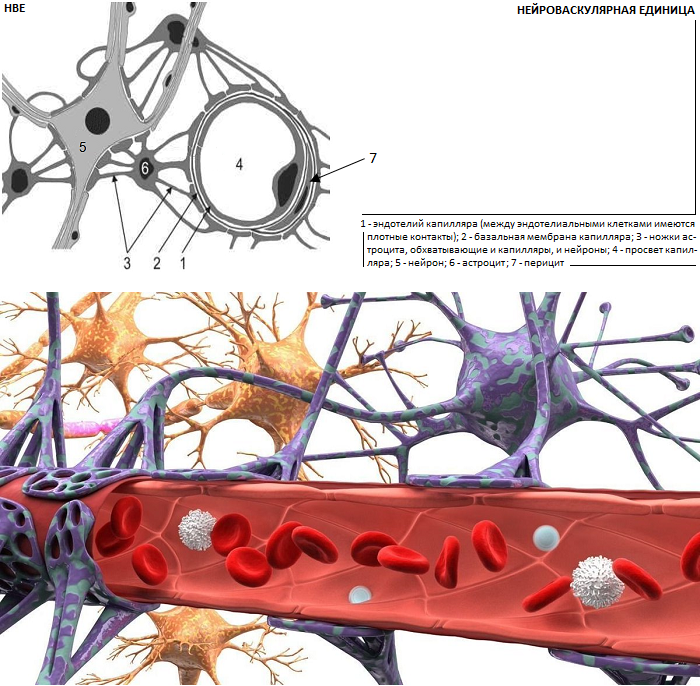 НВЕ
НЕЙРОВАСКУЛЯРНАЯ ЕДИНИЦА
5
6
4
7
3
2
1
1 - эндотелий капилляра (между эндотелиальными клетками имеются
плотные контакты); 2 - базальная мембрана капилляра; 3 - ножки ас-
троцита, обхватывающие и капилляры, и нейроны; 4 - просвет капил-
ляра; 5 - нейрон; 6 - астроцит; 7 - перицит